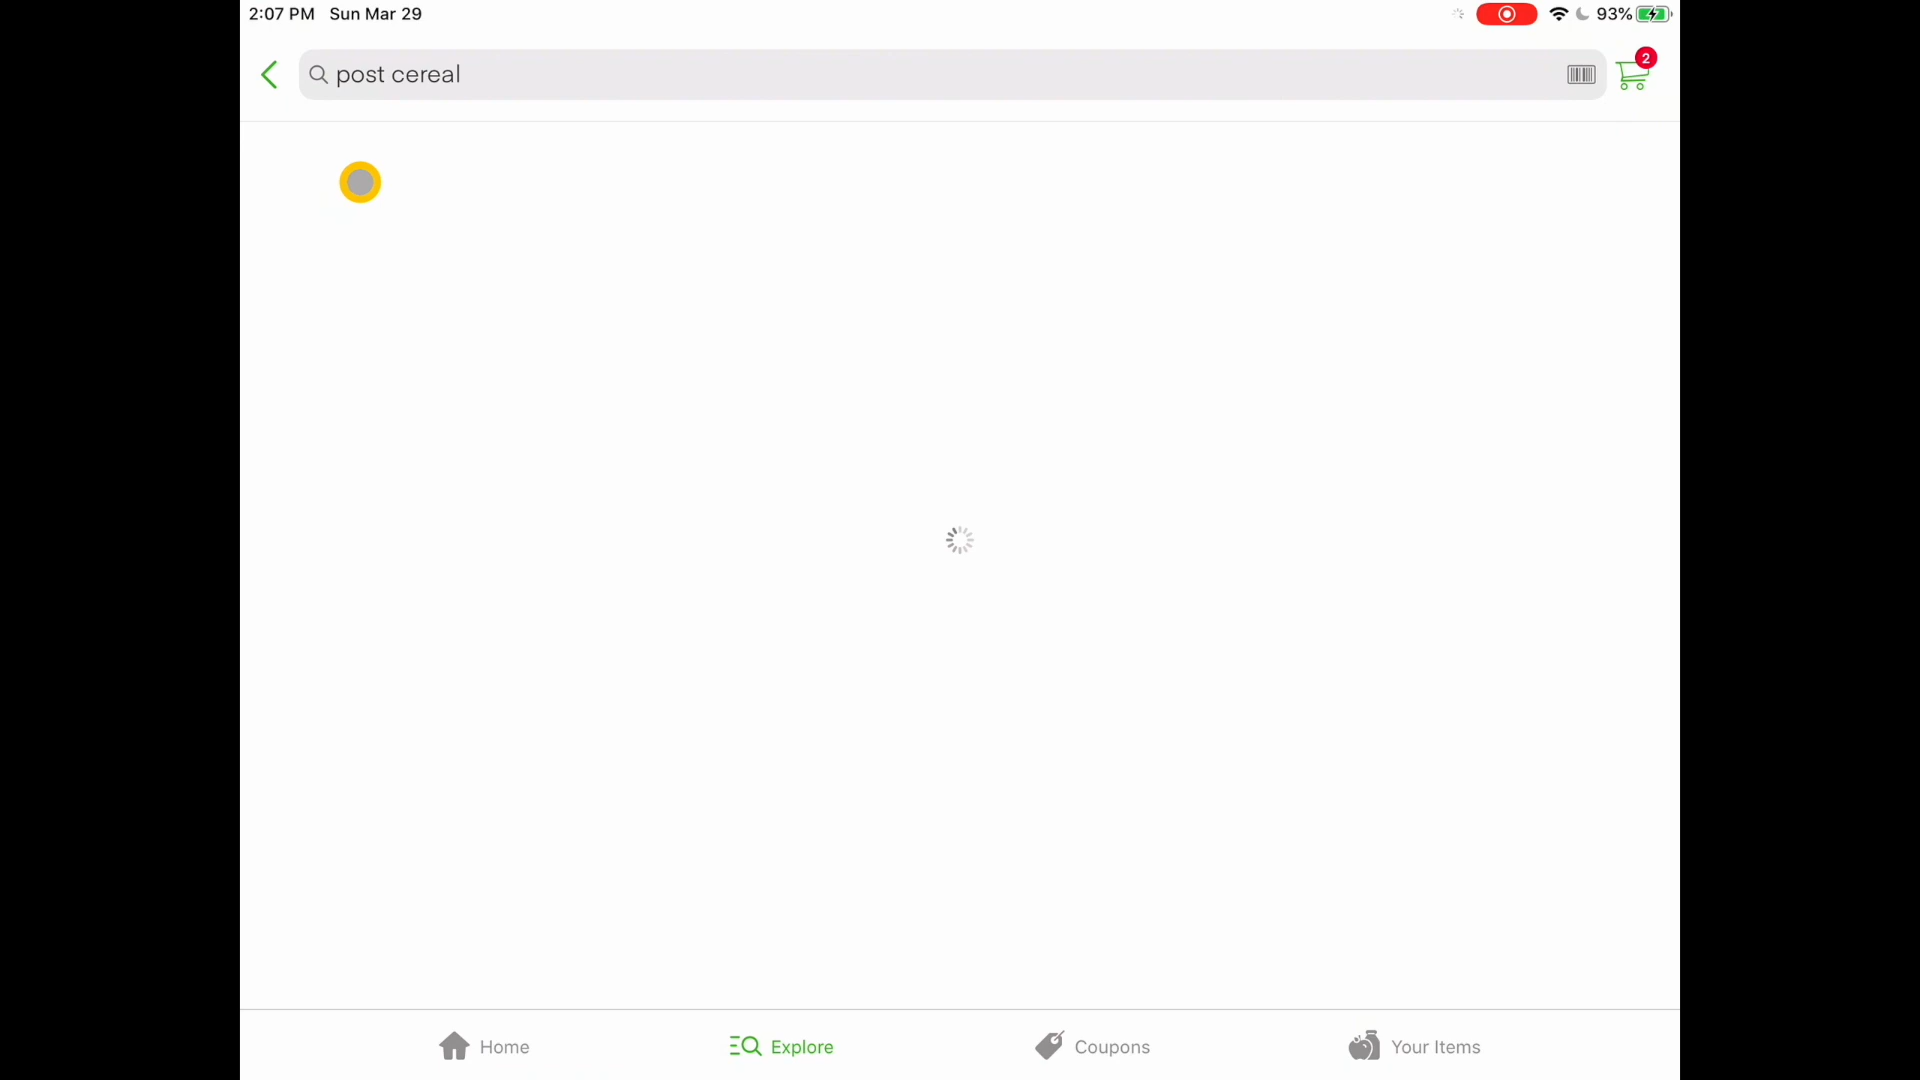 2:07 PM Sun Mar 29
93%
post cereal
2
Home
Explore
Coupons
Your Items